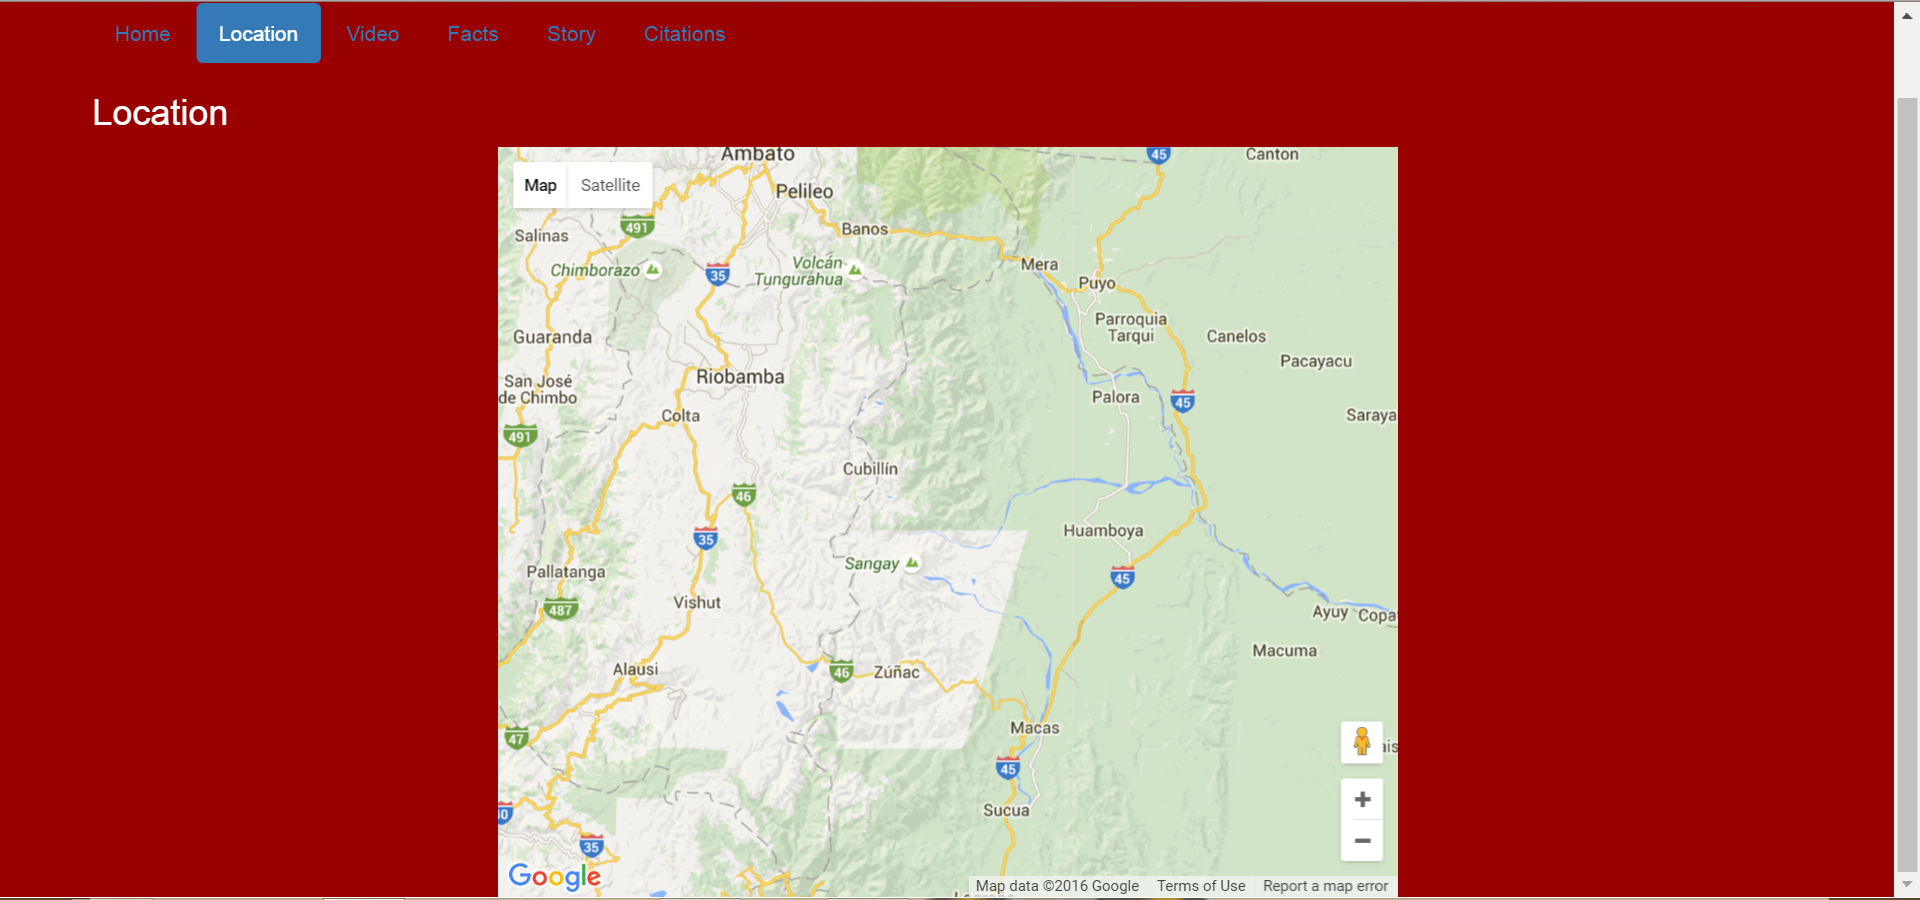 Home Location Video Facts Story Citations
Location
Map Satellite
Ambato
45
Canton
Pelileo
491
Banos
Salinas
Chimborazo
35
Volcán
Tungurahua
Mera
Puyo
Parroquia
Tarqui
Canelos
Guaranda
Pacayacu
Riobamba
San José
de Chimbo
Palora
45
Colta
Saraya
491
Cubillín
46
35
Huamboya
Sangay
45
Pallatanga
487
Vishut
Ayuy
Copa
Macuma
Alausi
46
Zúñac
47
Macas
ais
45
Sucua
35
Google
Map data ©2016 Google
Terms of Use
Report a map error